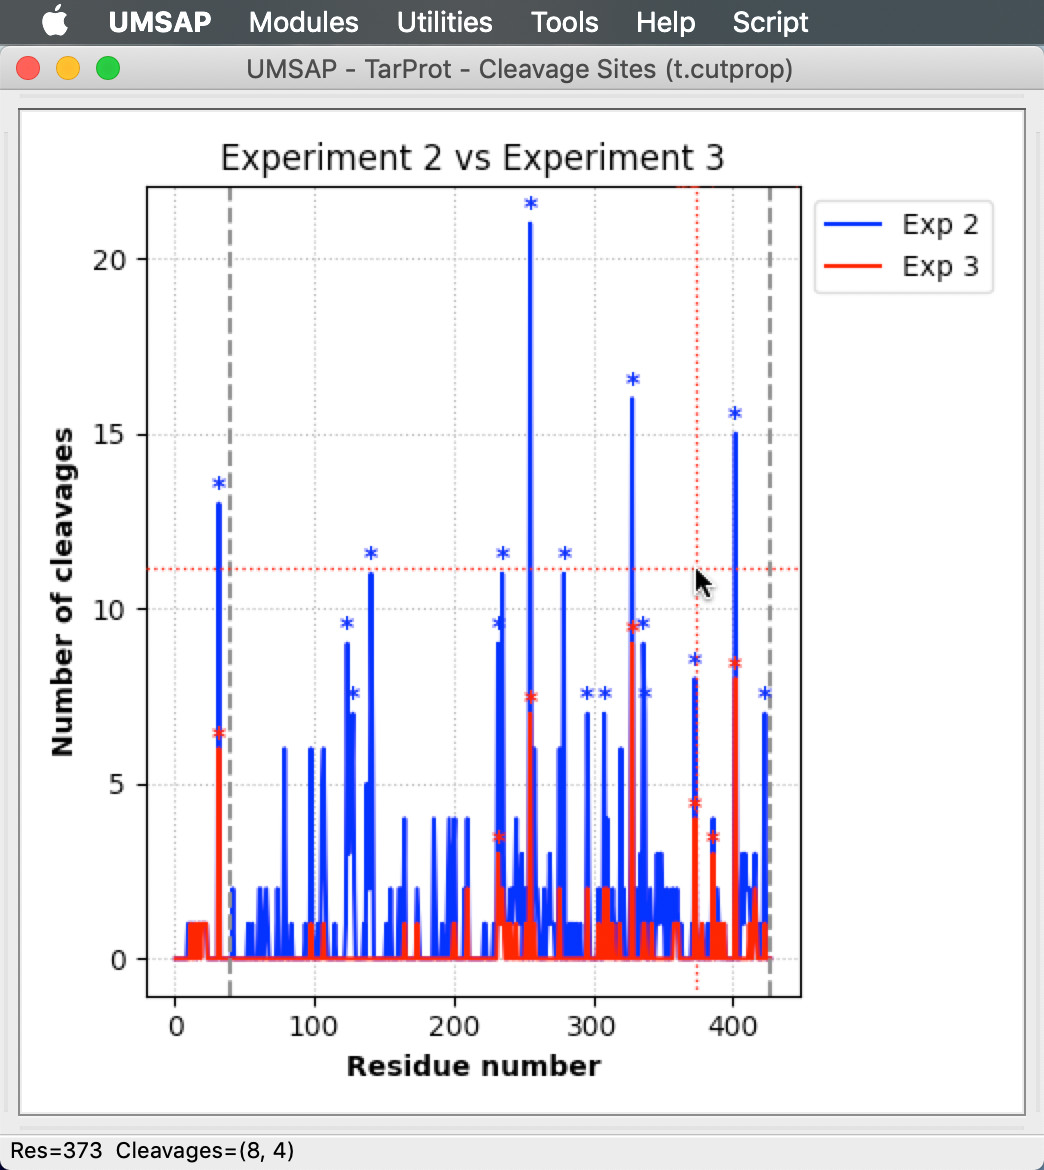 UMSAP Modules Utilities Tools Help Script
UMSAP - TarProt - Cleavage Sites (t.cutprop)
Experiment 2 vs Experiment 3
Exp 2
Exp 3
Number of cleavages
20
15
10
5
0
0 100 200 300 400
Residue number
Res=373 Cleavages=(8, 4)